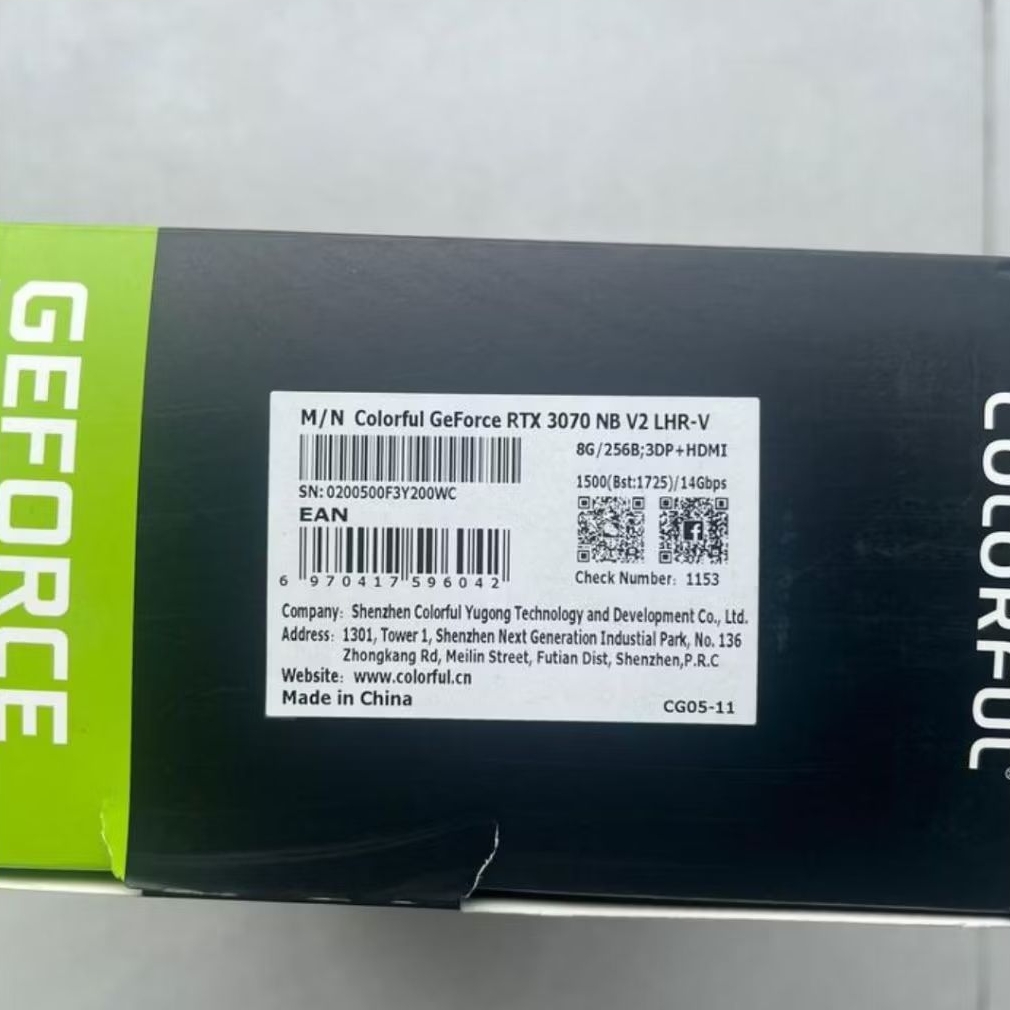 GEFORCE
M/N Colorful GeForce RTX 3070 NB V2 LHR-V
8G/256B;3DP+HDMI
SN: 0200500F3Y200WC
1500(Bst:1725)/14Gbps
EAN
6 970417 596042
Check Number: 1153
Company: Shenzhen Colorful Yugong Technology and Development Co., Ltd.
Address: 1301, Tower 1, Shenzhen Next Generation Industial Park, No. 136
Zhongkang Rd, Meilin Street, Futian Dist, Shenzhen,P.R.C
Website: www.colorful.cn
Made in China
CG05-11
COLORFUL